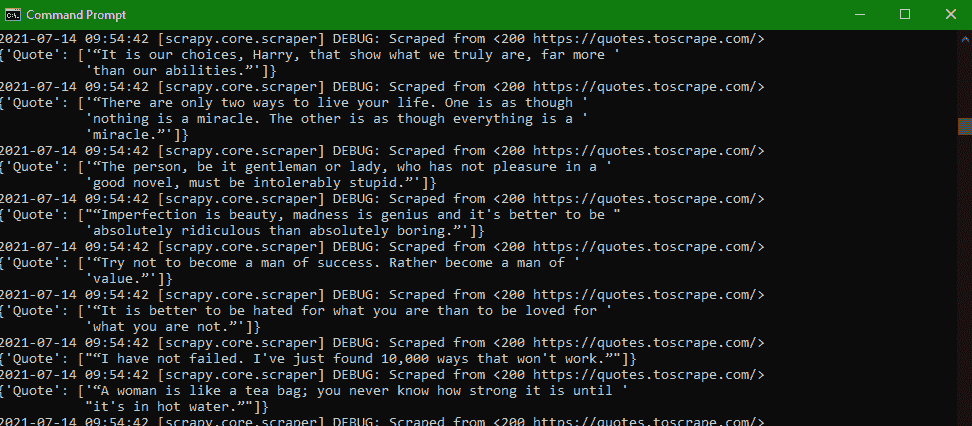 Command Prompt
2021-07-14 09:54:42 [scrapy.core.scraper] DEBUG: Scraped from <200 https://quotes.toscrape.com/>
{'Quote': ['“It is our choices, Harry, that show what we truly are, far more '
'than our abilities.”']}
2021-07-14 09:54:42 [scrapy.core.scraper] DEBUG: Scraped from <200 https://quotes.toscrape.com/>
{'Quote': ['“There are only two ways to live your life. One is as though '
'nothing is a miracle. The other is as though everything is a '
'miracle.”']}
2021-07-14 09:54:42 [scrapy.core.scraper] DEBUG: Scraped from <200 https://quotes.toscrape.com/>
{'Quote': ['“The person, be it gentleman or lady, who has not pleasure in a '
'good novel, must be intolerably stupid.”']}
2021-07-14 09:54:42 [scrapy.core.scraper] DEBUG: Scraped from <200 https://quotes.toscrape.com/>
{'Quote': ["“Imperfection is beauty, madness is genius and it's better to be "
'absolutely ridiculous than absolutely boring.”']}
2021-07-14 09:54:42 [scrapy.core.scraper] DEBUG: Scraped from <200 https://quotes.toscrape.com/>
{'Quote': ['“Try not to become a man of success. Rather become a man of '
'value.”']}
2021-07-14 09:54:42 [scrapy.core.scraper] DEBUG: Scraped from <200 https://quotes.toscrape.com/>
{'Quote': ['“It is better to be hated for what you are than to be loved for '
'what you are not.”']}
2021-07-14 09:54:42 [scrapy.core.scraper] DEBUG: Scraped from <200 https://quotes.toscrape.com/>
{'Quote': ["“I have not failed. I've just found 10,000 ways that won't work.”"]}
2021-07-14 09:54:42 [scrapy.core.scraper] DEBUG: Scraped from <200 https://quotes.toscrape.com/>
{'Quote': ['“A woman is like a tea bag; you never know how strong it is until '
"it's in hot water.”"]}
2021-07-14 09:54:42 [scrapy.core.scraper] DEBUG: Scraped from <200 https://quotes.toscrape.com/>